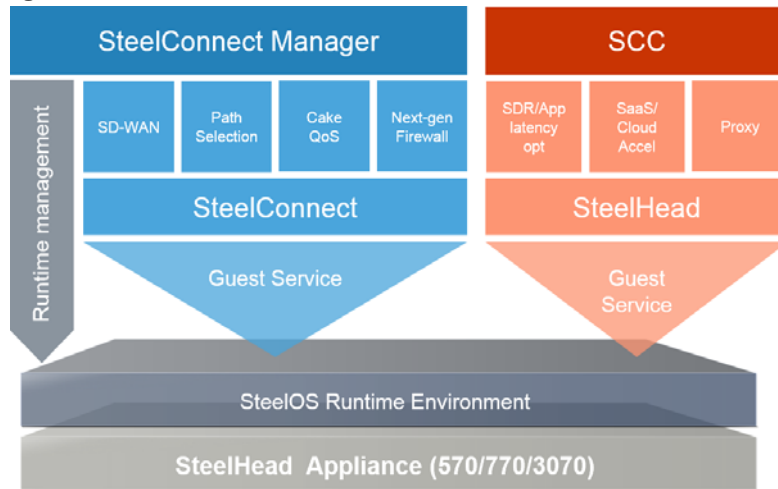 SteelConnect Manager
SCC
Runtime management
SD-WAN
Path
Selection
Cake
QoS
Next-gen
Firewall
SDR/App
latency
opt
SaaS/
Cloud
Accel
Proxy
SteelConnect
SteelHead
Guest Service
Guest
Service
SteelOS Runtime Environment
SteelHead Appliance (570/770/3070)